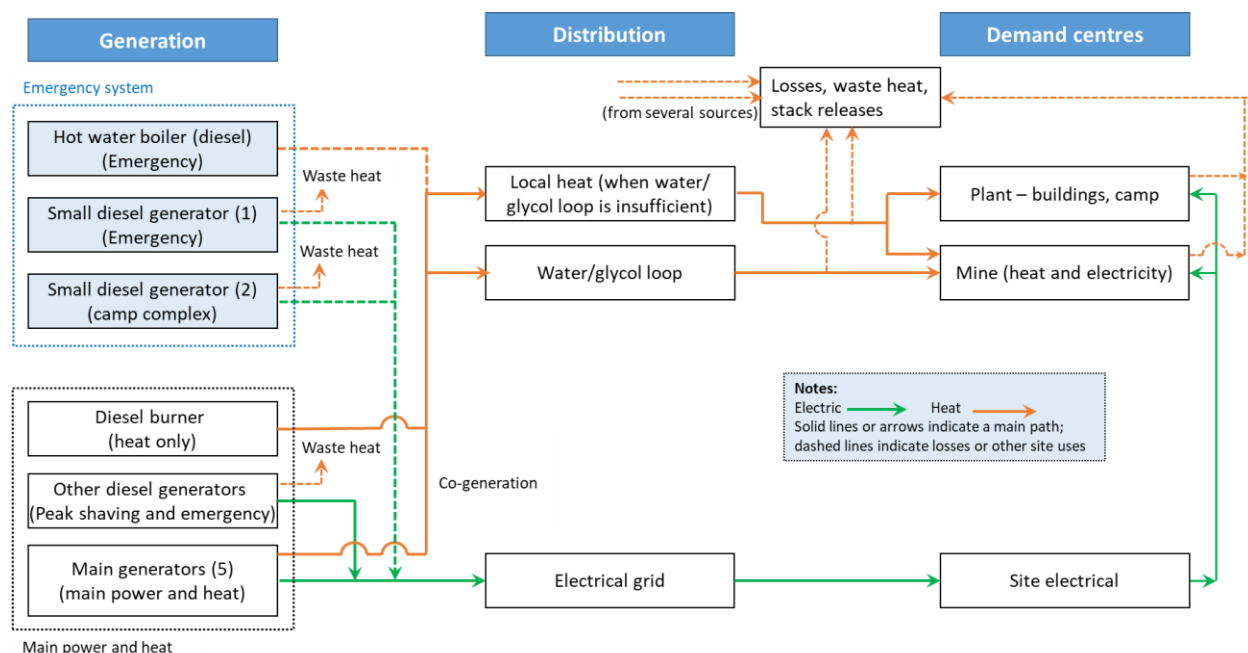 Generation
Distribution
Demand centres
Emergency system
Hot water boiler (diesel)
(Emergency)
Small diesel generator (1)
(Emergency)
Small diesel generator (2)
(camp complex)
Waste heat
Waste heat
(from several sources)
Losses, waste heat,
stack releases
Local heat (when water/
glycol loop is insufficient)
Water/glycol loop
Plant – buildings, camp
Mine (heat and electricity)
Diesel burner
(heat only)
Waste heat
Other diesel generators
(Peak shaving and emergency)
Main generators (5)
(main power and heat)
Main power and heat
Co-generation
Notes:
Electric Heat
Solid lines or arrows indicate a main path;
dashed lines indicate losses or other site uses
Electrical grid
Site electrical